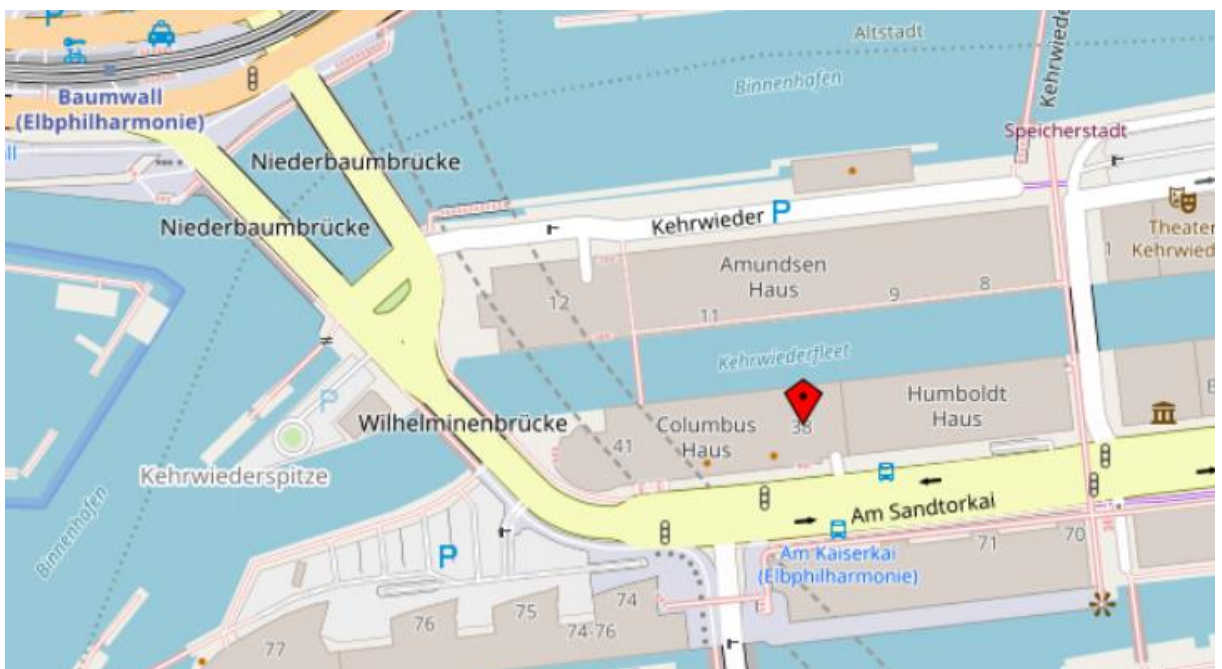 Altstadt
Binnenhafen
Kehrwieder
Baumwall
(Elbphilharmonie)
Speicherstadt
Niederbaumbrücke
Niederbaumbrücke
Kehrwieder P
Theater
Kehrwied
1
Amundsen
Haus
12
11
9
8
Kehrwiederfleet
Humboldt
Haus
B
P
Wilhelminenbrücke
Columbus
Haus
41
38
Kehrwiederspitze
Binnenhafen
Am Sandtorkai
P
Am Kaiserkai
(Elbphilharmonie)
71
70
74
75
76
74-76
77